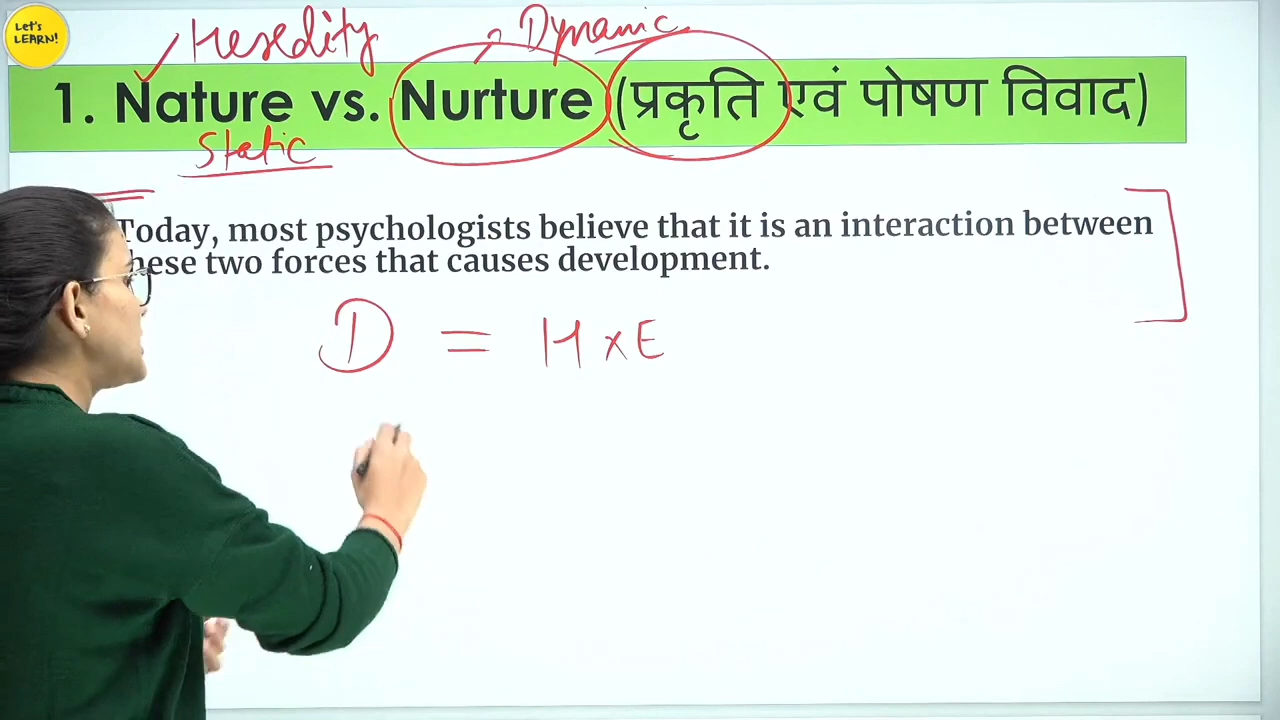 Let's
LEARN!
Heredity
Dynamic
1. Nature vs. Nurture (प्रकृति एवं पोषण विवाद)
Static
Today, most psychologists believe that it is an interaction between
these two forces that causes development.
D = H x E